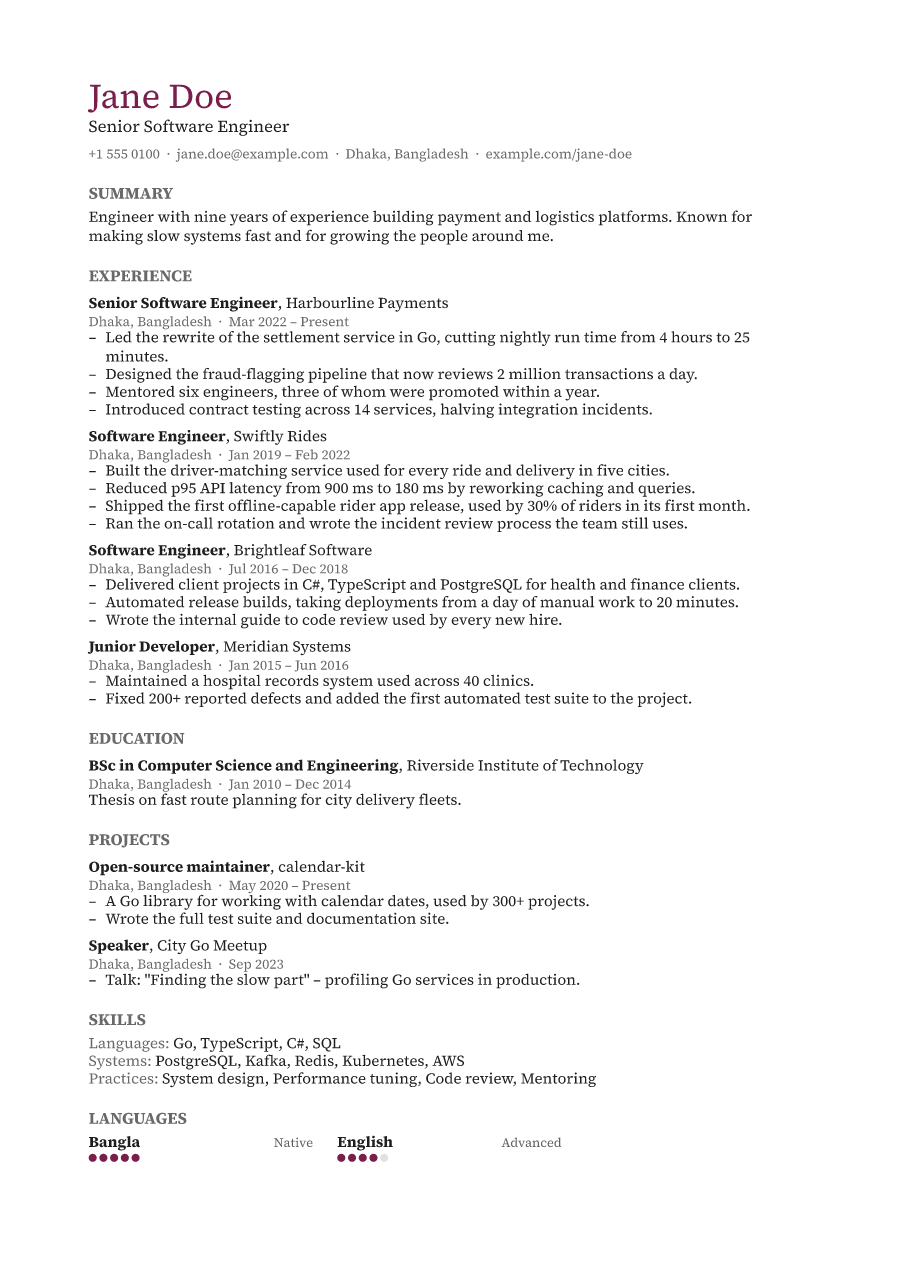 Jane Doe
Senior Software Engineer
+1 555 0100 · jane.doe@example.com · Dhaka, Bangladesh · example.com/jane-doe
SUMMARY
Engineer with nine years of experience building payment and logistics platforms. Known for
making slow systems fast and for growing the people around me.
EXPERIENCE
Senior Software Engineer, Harbourline Payments
Dhaka, Bangladesh · Mar 2022 – Present
– Led the rewrite of the settlement service in Go, cutting nightly run time from 4 hours to 25
minutes.
– Designed the fraud-flagging pipeline that now reviews 2 million transactions a day.
– Mentored six engineers, three of whom were promoted within a year.
– Introduced contract testing across 14 services, halving integration incidents.
Software Engineer, Swiftly Rides
Dhaka, Bangladesh · Jan 2019 – Feb 2022
– Built the driver-matching service used for every ride and delivery in five cities.
– Reduced p95 API latency from 900 ms to 180 ms by reworking caching and queries.
– Shipped the first offline-capable rider app release, used by 30% of riders in its first month.
– Ran the on-call rotation and wrote the incident review process the team still uses.
Software Engineer, Brightleaf Software
Dhaka, Bangladesh · Jul 2016 – Dec 2018
– Delivered client projects in C#, TypeScript and PostgreSQL for health and finance clients.
– Automated release builds, taking deployments from a day of manual work to 20 minutes.
– Wrote the internal guide to code review used by every new hire.
Junior Developer, Meridian Systems
Dhaka, Bangladesh · Jan 2015 – Jun 2016
– Maintained a hospital records system used across 40 clinics.
– Fixed 200+ reported defects and added the first automated test suite to the project.
EDUCATION
BSc in Computer Science and Engineering, Riverside Institute of Technology
Dhaka, Bangladesh · Jan 2010 – Dec 2014
Thesis on fast route planning for city delivery fleets.
PROJECTS
Open-source maintainer, calendar-kit
Dhaka, Bangladesh · May 2020 – Present
– A Go library for working with calendar dates, used by 300+ projects.
– Wrote the full test suite and documentation site.
Speaker, City Go Meetup
Dhaka, Bangladesh · Sep 2023
– Talk: "Finding the slow part" – profiling Go services in production.
SKILLS
Languages: Go, TypeScript, C#, SQL
Systems: PostgreSQL, Kafka, Redis, Kubernetes, AWS
Practices: System design, Performance tuning, Code review, Mentoring
LANGUAGES
Bangla Native English Advanced